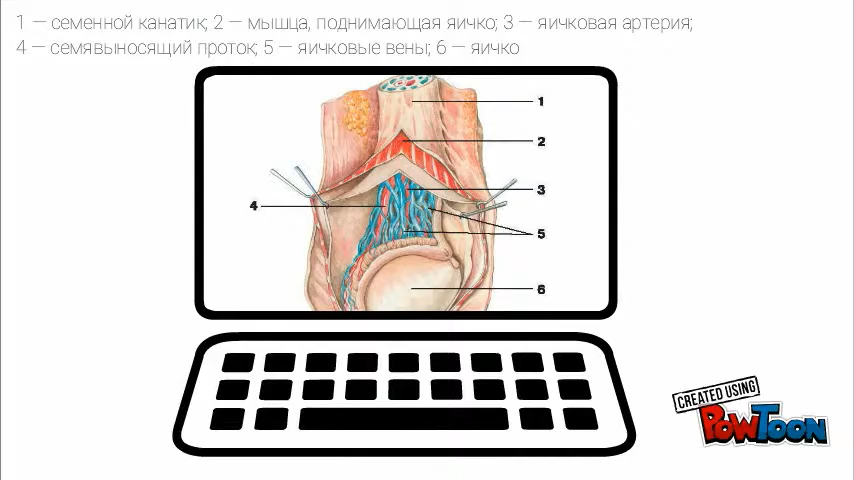 1 — семенной канатик; 2 — мышца, поднимающая яичко; 3 — яичковая артерия;
4 — семявыносящий проток; 5 — яичковые вены; 6 — яичко
1
2
3
4
5
6
CREATED USING
POWTOON